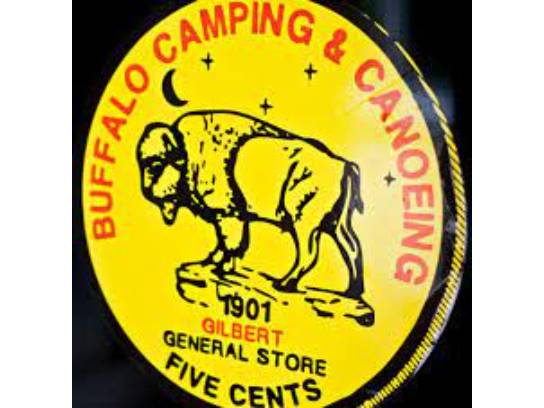 BUFFALO CAMPING & CANOEING
1901
GILBERT
GENERAL STORE
FIVE CENTS